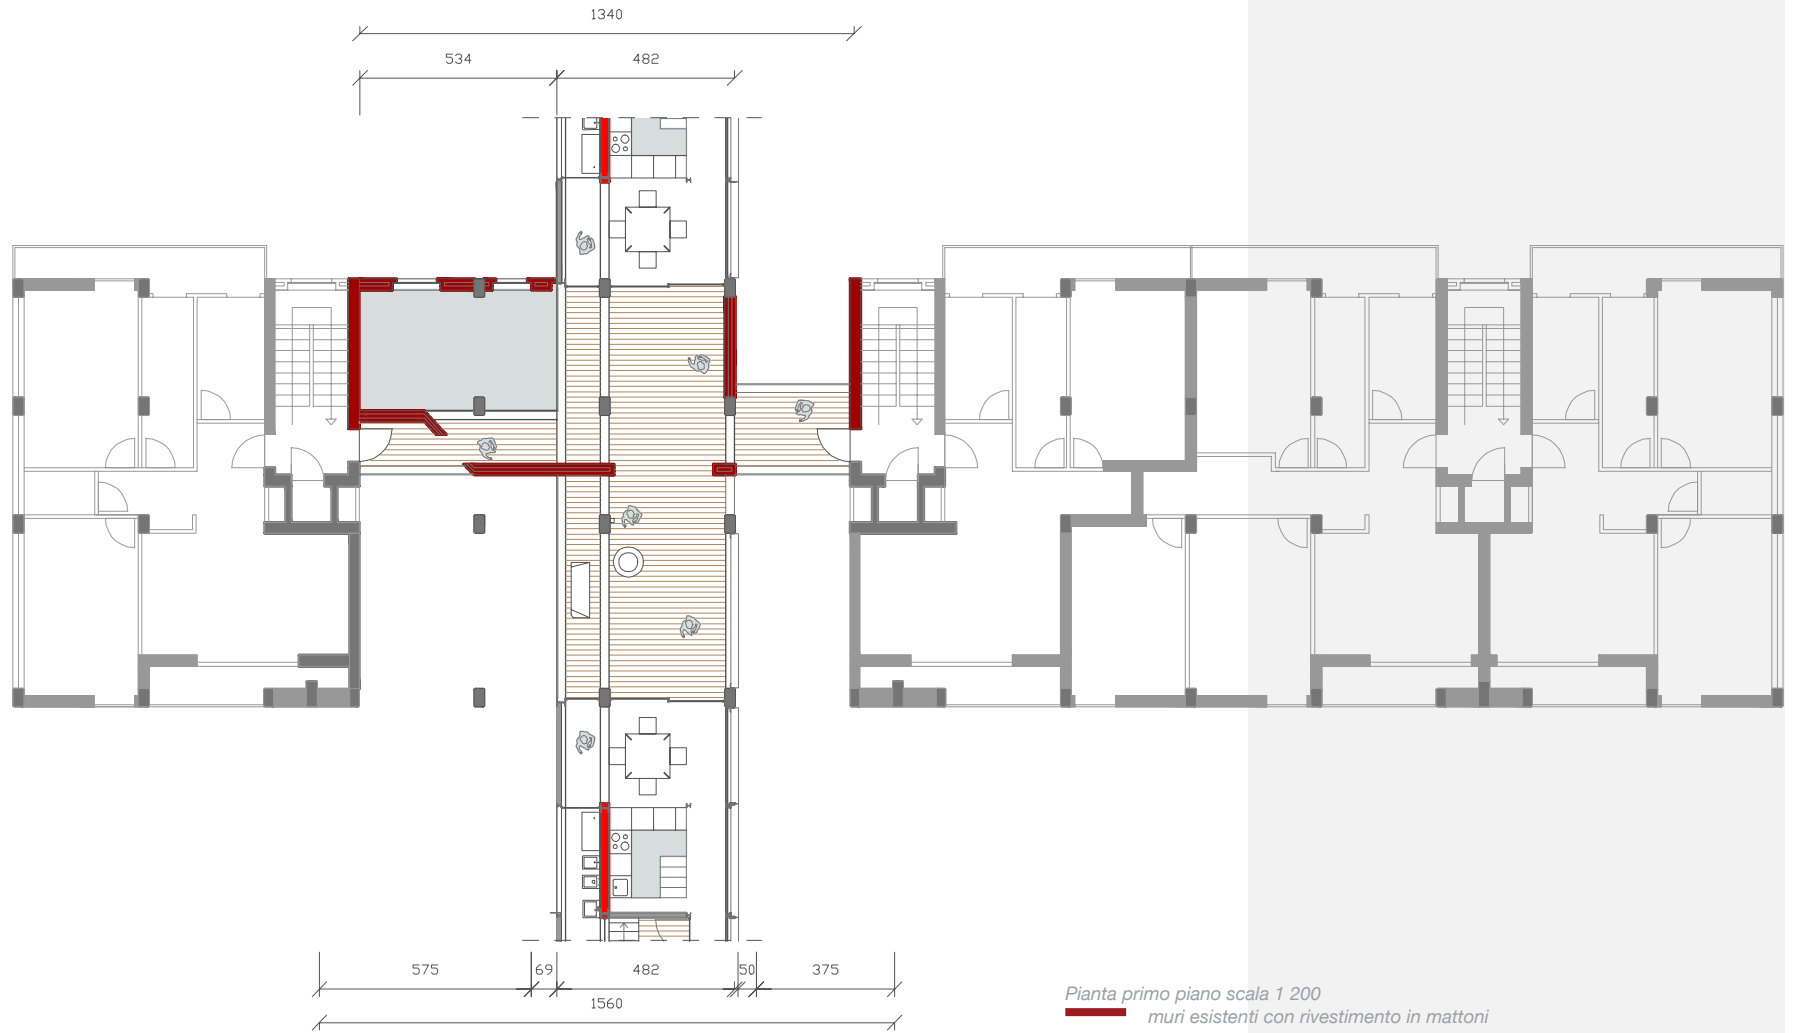 1340
534 482
575 69 482 50 375
1560
Pianta primo piano scala 1 200
muri esistenti con rivestimento in mattoni